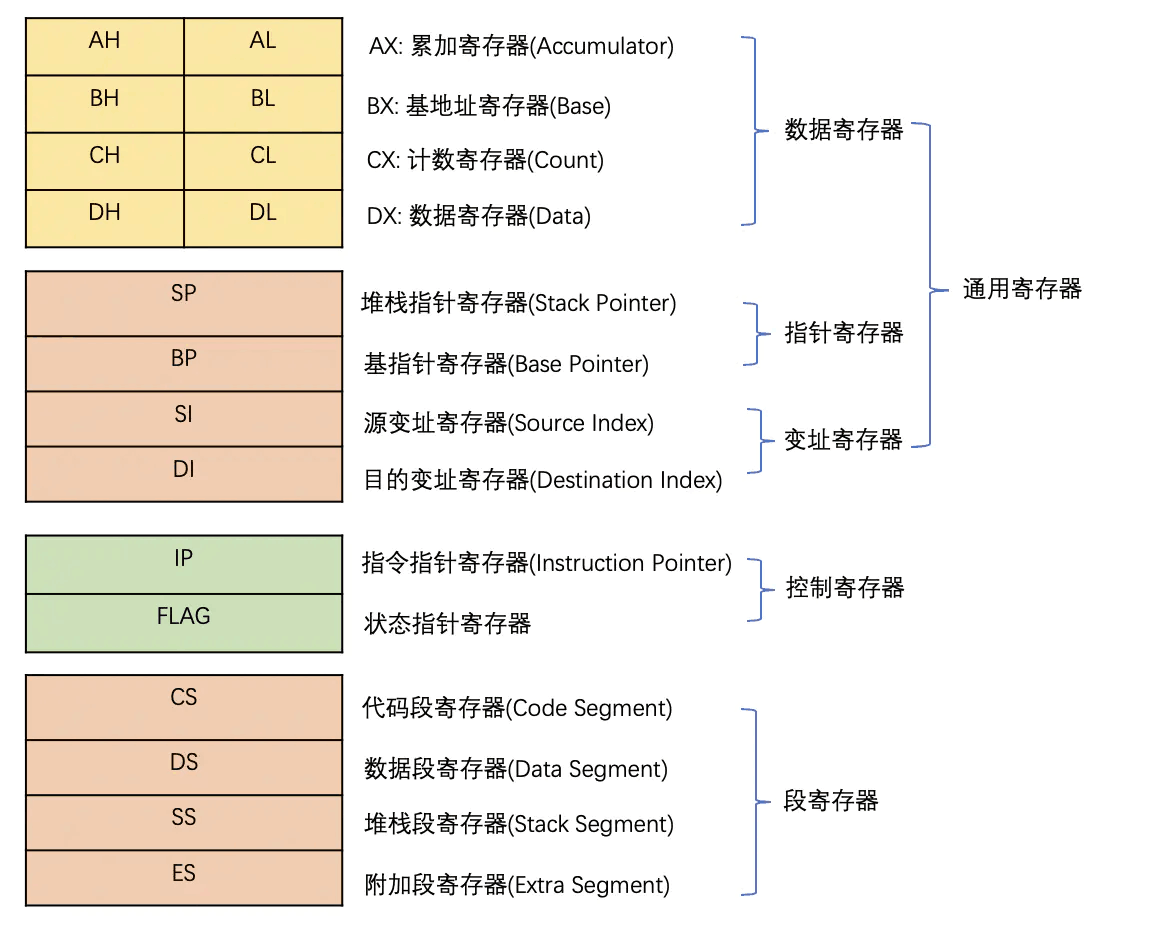 AH AL AX: 累加寄存器(Accumulator)
BH BL BX: 基地址寄存器(Base)
数据寄存器
CH CL CX: 计数寄存器(Count)
DH DL DX: 数据寄存器(Data)
通用寄存器
SP 堆栈指针寄存器(Stack Pointer)
指针寄存器
BP 基指针寄存器(Base Pointer)
SI 源变址寄存器(Source Index)
变址寄存器
DI 目的变址寄存器(Destination Index)
IP 指令指针寄存器(Instruction Pointer)
控制寄存器
FLAG 状态指针寄存器
CS 代码段寄存器(Code Segment)
DS 数据段寄存器(Data Segment)
段寄存器
SS 堆栈段寄存器(Stack Segment)
ES 附加段寄存器(Extra Segment)